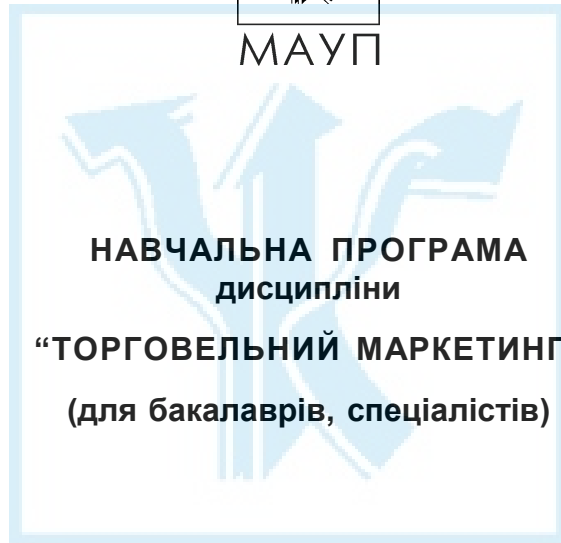 МАУП
НАВЧАЛЬНА ПРОГРАМА
дисципліни
“ТОРГОВЕЛЬНИЙ МАРКЕТИНГ
(для бакалаврів, спеціалістів)